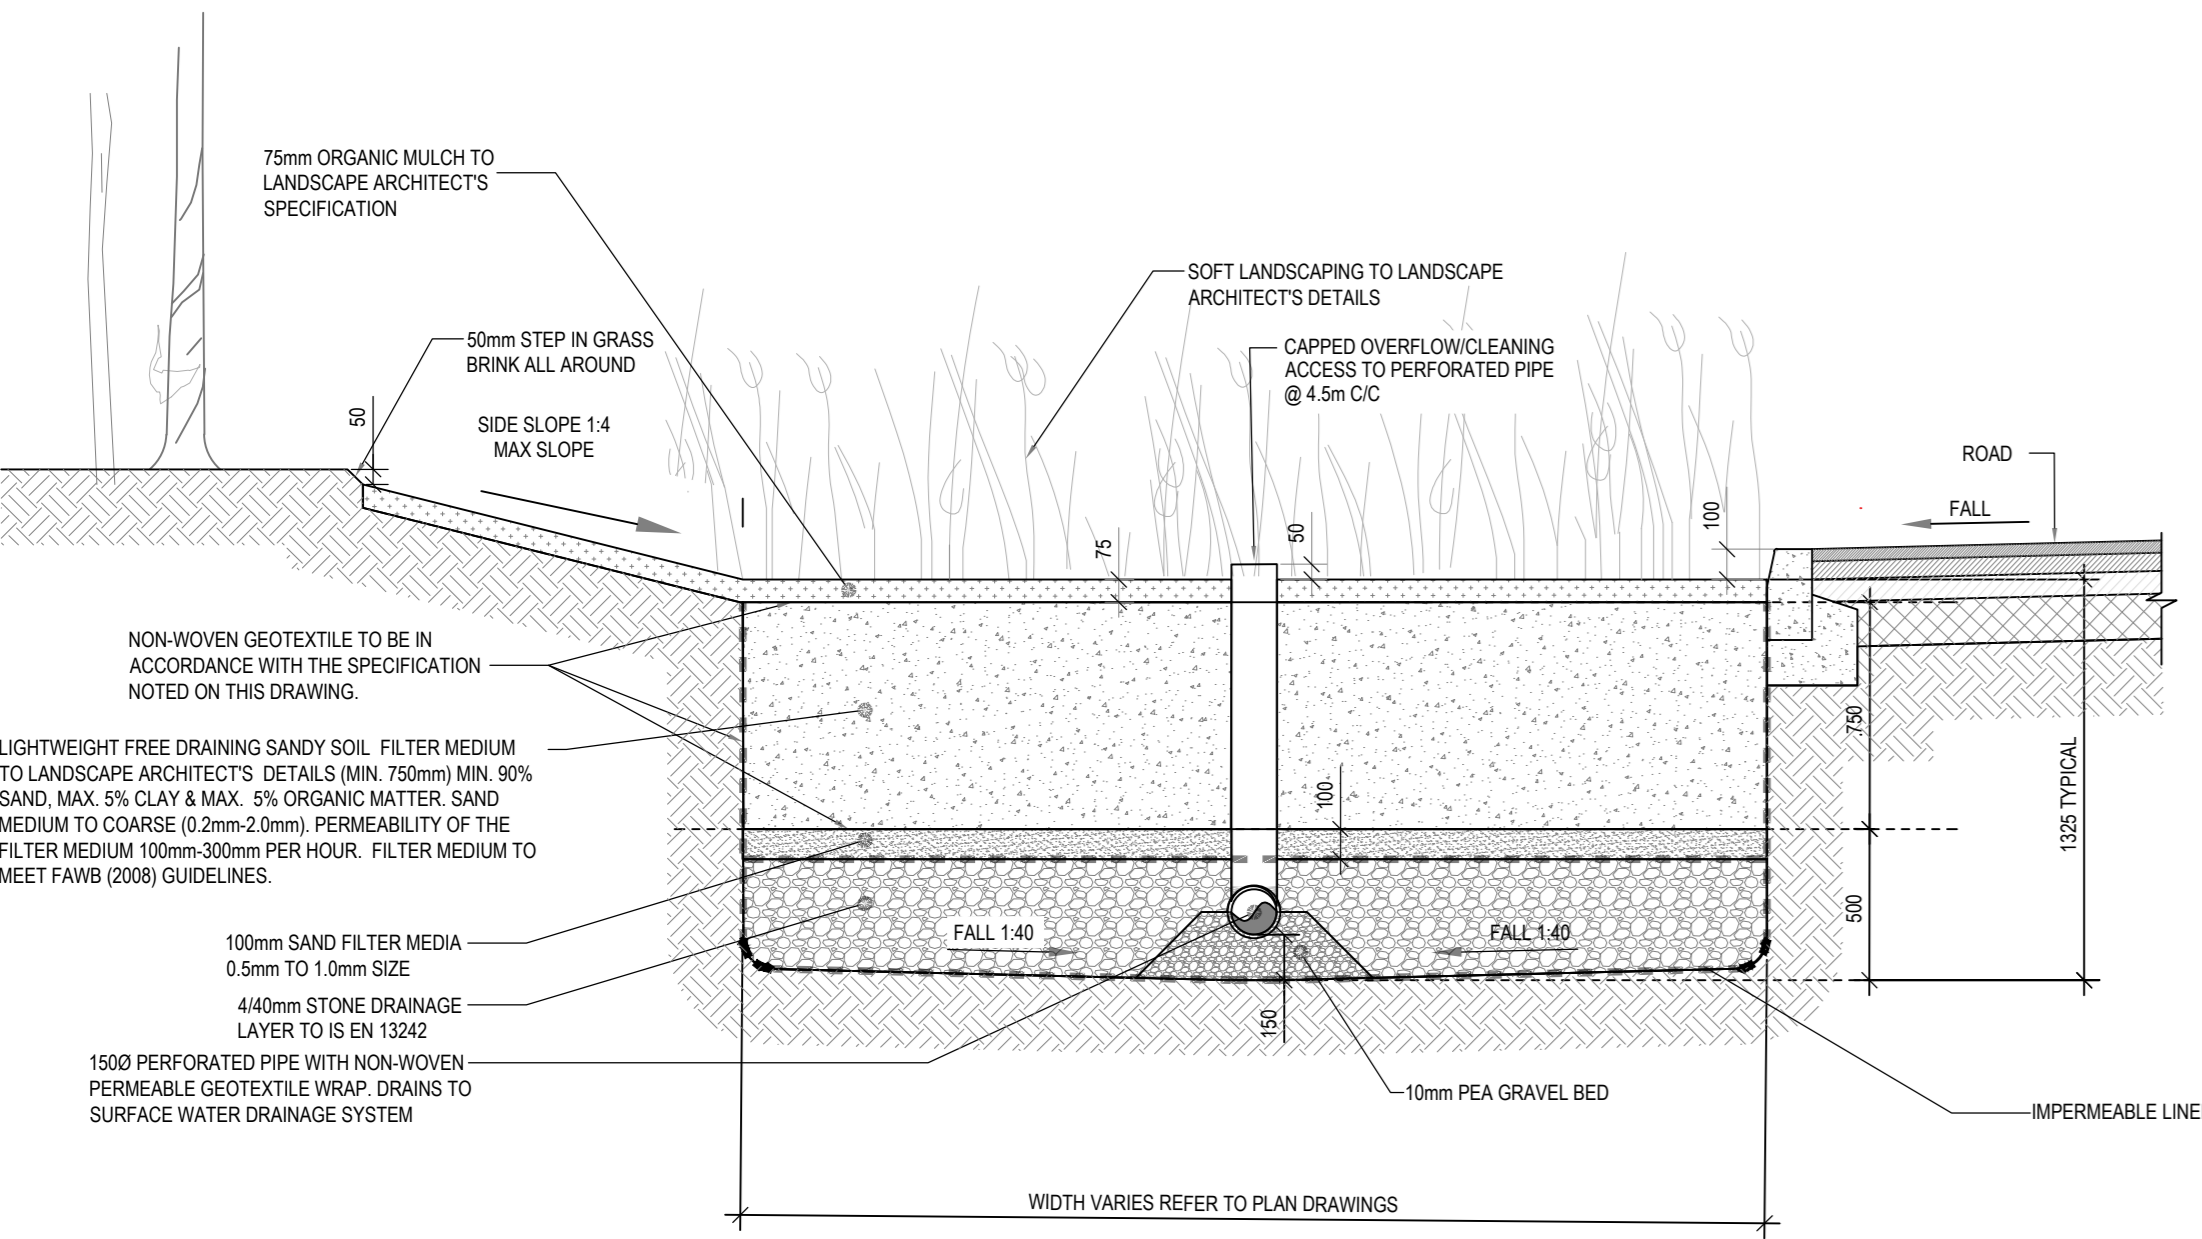 75mm ORGANIC MULCH TO
LANDSCAPE ARCHITECT'S
SPECIFICATION
SOFT LANDSCAPING TO LANDSCAPE
ARCHITECT'S DETAILS
50mm STEP IN GRASS
BRINK ALL AROUND
CAPPED OVERFLOW/CLEANING
ACCESS TO PERFORATED PIPE
@ 4.5m C/C
50
SIDE SLOPE 1:4
MAX SLOPE
ROAD
FALL
100
50
75
NON-WOVEN GEOTEXTILE TO BE IN
ACCORDANCE WITH THE SPECIFICATION
NOTED ON THIS DRAWING.
LIGHTWEIGHT FREE DRAINING SANDY SOIL FILTER MEDIUM
TO LANDSCAPE ARCHITECT'S DETAILS (MIN. 750mm) MIN. 90%
SAND, MAX. 5% CLAY & MAX. 5% ORGANIC MATTER. SAND
MEDIUM TO COARSE (0.2mm-2.0mm). PERMEABILITY OF THE
FILTER MEDIUM 100mm-300mm PER HOUR. FILTER MEDIUM TO
MEET FAWB (2008) GUIDELINES.
750
100
1325 TYPICAL
500
100mm SAND FILTER MEDIA
0.5mm TO 1.0mm SIZE
FALL 1:40
FALL 1:40
4/40mm STONE DRAINAGE
LAYER TO IS EN 13242
150
150Ø PERFORATED PIPE WITH NON-WOVEN
PERMEABLE GEOTEXTILE WRAP. DRAINS TO
SURFACE WATER DRAINAGE SYSTEM
10mm PEA GRAVEL BED
IMPERMEABLE LINE
WIDTH VARIES REFER TO PLAN DRAWINGS